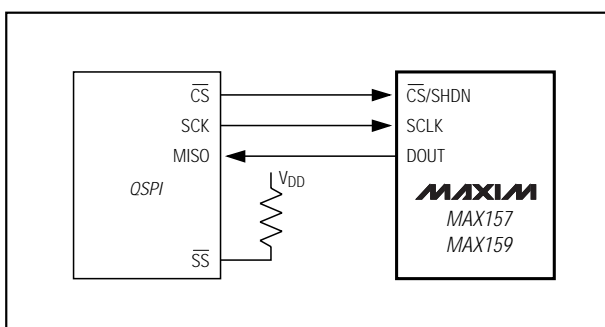 CS
SCK
MISO
QSPI
SS
VDD
CS/SHDN
SCLK
DOUT
MAXIM
MAX157
MAX159